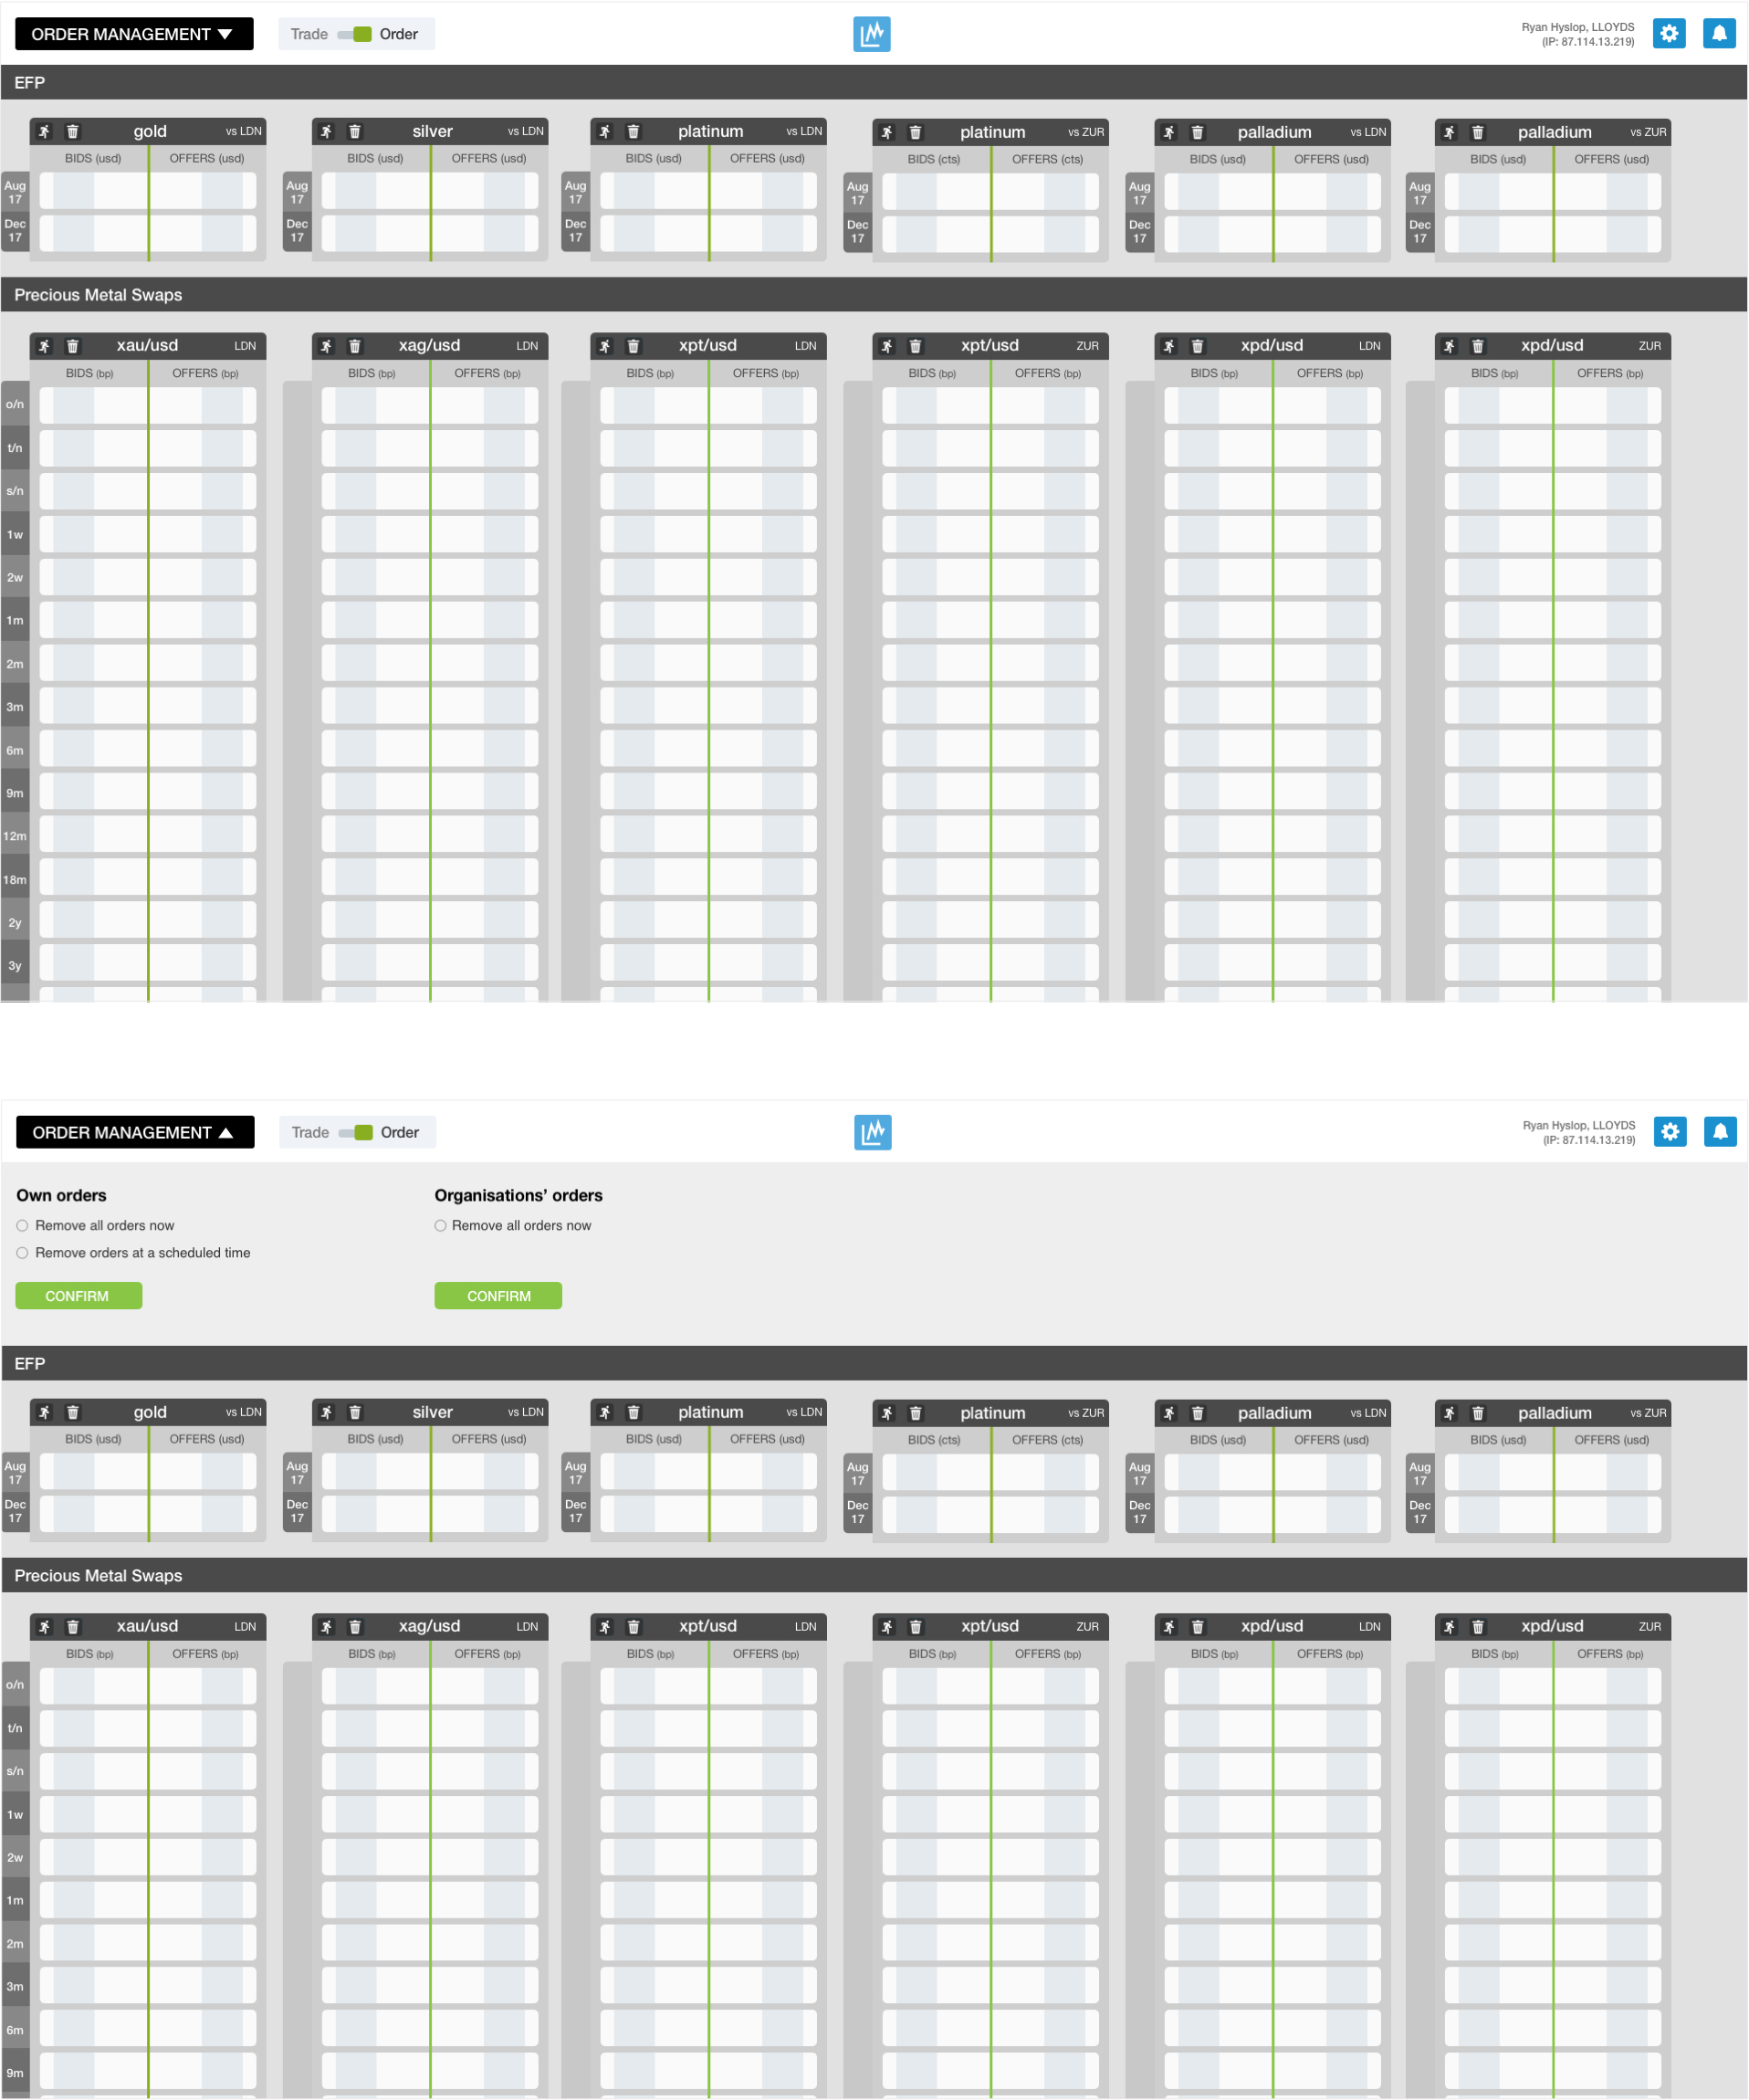 ORDER MANAGEMENT
Trade Order
Ryan Hyslop, LLOYDS
(IP: 87.114.13.219)
EFP
gold vs LDN silver vs LDN platinum vs LDN platinum vs ZUR palladium vs LDN palladium vs ZUR
BIDS (usd) OFFERS (usd) BIDS (usd) OFFERS (usd) BIDS (usd) OFFERS (usd) BIDS (cts) OFFERS (cts) BIDS (usd) OFFERS (usd) BIDS (usd) OFFERS (usd)
Aug Aug Aug Aug Aug Aug
17 17 17 17 17 17
Dec Dec Dec Dec Dec Dec
17 17 17 17 17 17
Precious Metal Swaps
xau/usd LDN xag/usd LDN xpt/usd LDN xpt/usd ZUR xpd/usd LDN xpd/usd ZUR
BIDS (bp) OFFERS (bp) BIDS (bp) OFFERS (bp) BIDS (bp) OFFERS (bp) BIDS (bp) OFFERS (bp) BIDS (bp) OFFERS (bp) BIDS (bp) OFFERS (bp)
o/n
t/n
s/n
1w
2w
1m
2m
3m
6m
9m
12m
18m
2y
3y
ORDER MANAGEMENT
Trade Order
Ryan Hyslop, LLOYDS
(IP: 87.114.13.219)
Own orders Organisations’ orders
Remove all orders now Remove all orders now
Remove orders at a scheduled time
CONFIRM CONFIRM
EFP
gold vs LDN silver vs LDN platinum vs LDN platinum vs ZUR palladium vs LDN palladium vs ZUR
BIDS (usd) OFFERS (usd) BIDS (usd) OFFERS (usd) BIDS (usd) OFFERS (usd) BIDS (cts) OFFERS (cts) BIDS (usd) OFFERS (usd) BIDS (usd) OFFERS (usd)
Aug Aug Aug Aug Aug Aug
17 17 17 17 17 17
Dec Dec Dec Dec Dec Dec
17 17 17 17 17 17
Precious Metal Swaps
xau/usd LDN xag/usd LDN xpt/usd LDN xpt/usd ZUR xpd/usd LDN xpd/usd ZUR
BIDS (bp) OFFERS (bp) BIDS (bp) OFFERS (bp) BIDS (bp) OFFERS (bp) BIDS (bp) OFFERS (bp) BIDS (bp) OFFERS (bp) BIDS (bp) OFFERS (bp)
o/n
t/n
s/n
1w
2w
1m
2m
3m
6m
9m